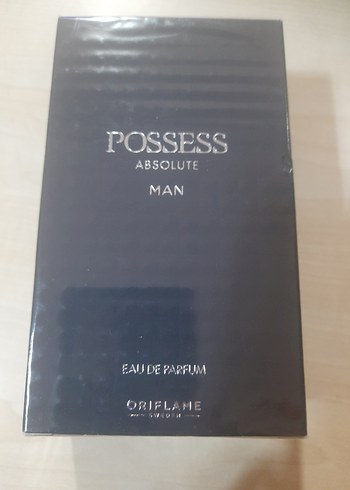 POSSESS
ABSOLUTE
MAN
EAU DE PARFUM
ORIFLAME
SWEDEN